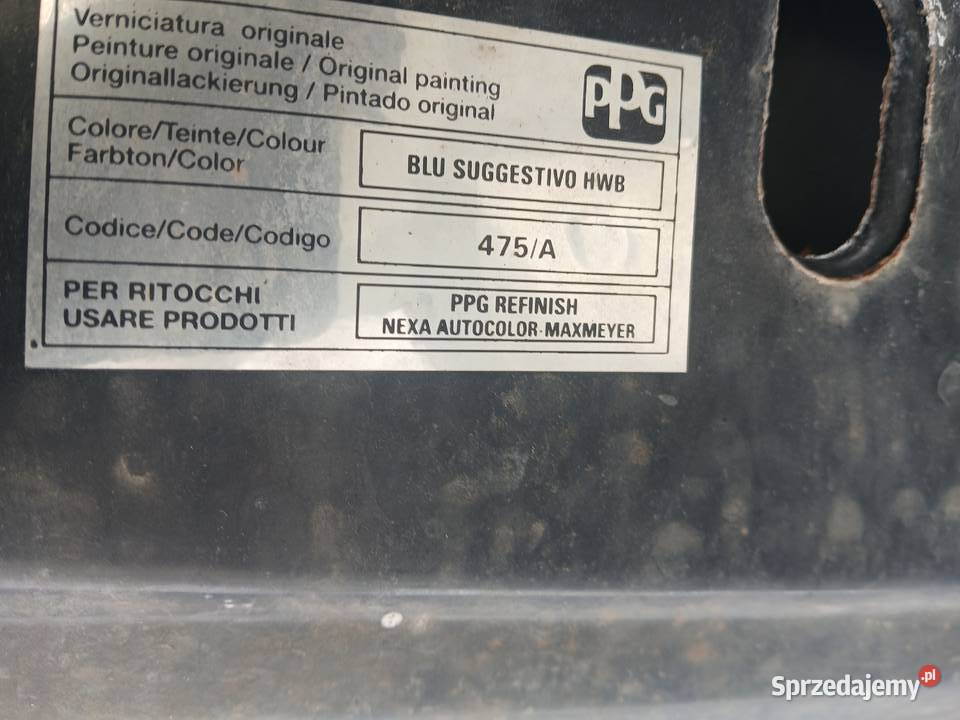 Verniciatura originale
Peinture originale / Original painting
Originallackierung / Pintado original
PPG
Colore/Teinte/Colour
Farbton/Color
BLU SUGGESTIVO HWB
Codice/Code/Codigo
475/A
PER RITOCCHI
USARE PRODOTTI
PPG REFINISH
NEXA AUTOCOLOR-MAXMEYER
Sprzedajemy.pl